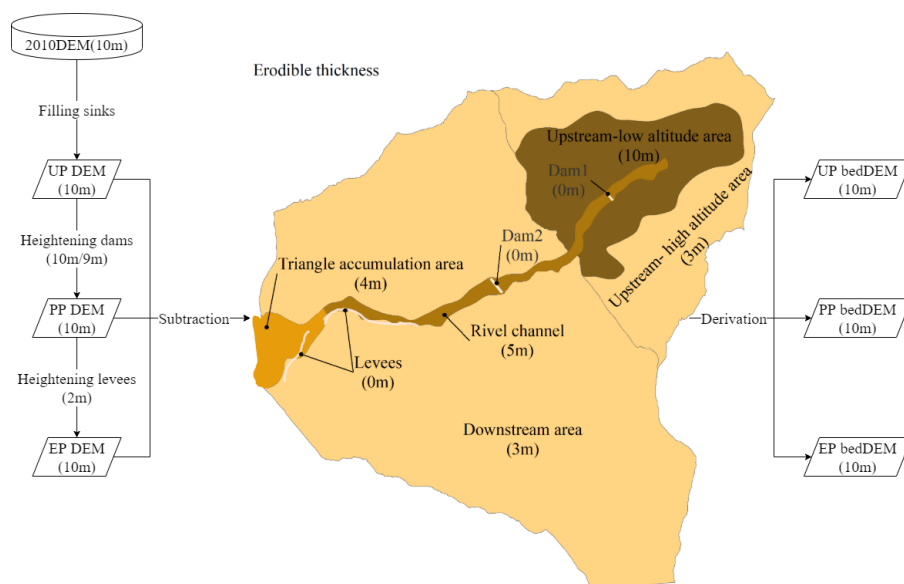 2010DEM(10m)
Filling sinks
UP DEM
(10m)
Heightening dams
(10m/9m)
PP DEM
(10m)
Heightening levees
(2m)
EP DEM
(10m)
Subtraction
Erodible thickness
Upstream-low altitude area
(10m)
Dam1
(0m)
Upstream- high altitude area
(3m)
Dam2
(0m)
Triangle accumulation area
(4m)
Rivel channel
(5m)
Levees
(0m)
Downstream area
(3m)
Derivation
UP bedDEM
(10m)
PP bedDEM
(10m)
EP bedDEM
(10m)